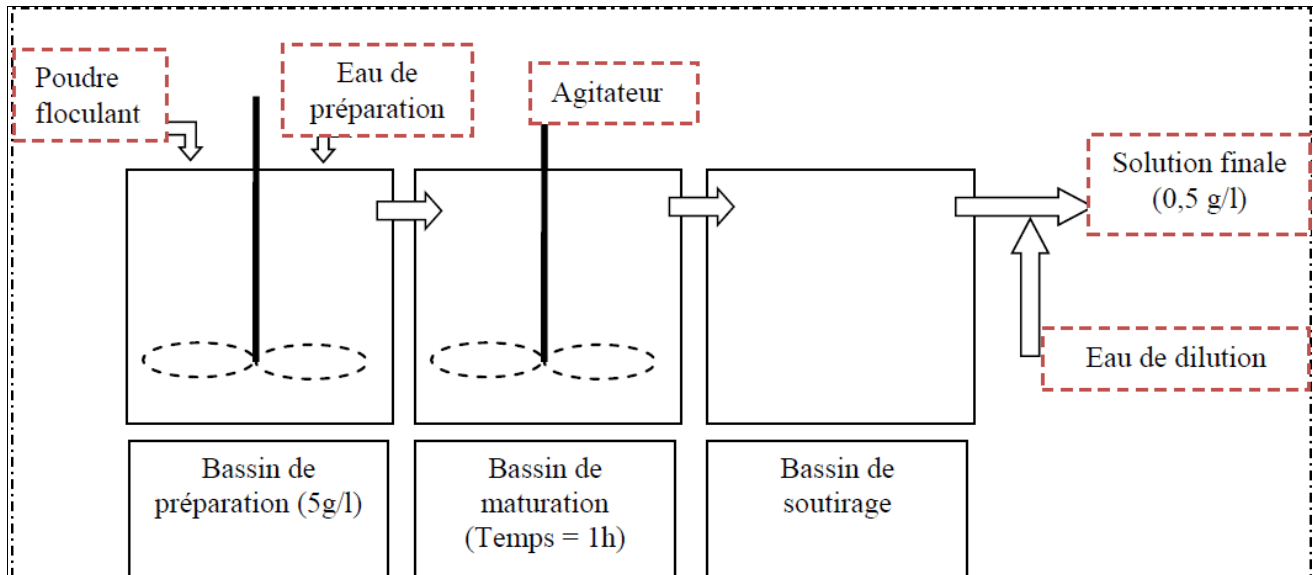 Poudre
floculant
Eau de
préparation
Agitateur
Solution finale
(0,5 g/l)
Eau de dilution
Bassin de
préparation (5g/l)
Bassin de
maturation
(Temps = 1h)
Bassin de
soutirage